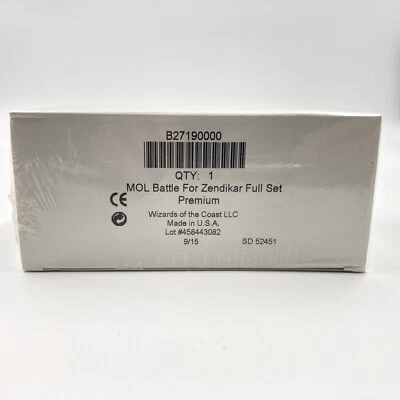 B27190000
QTY: 1
MOL Battle For Zendikar Full Set
Premium
CE
Wizards of the Coast LLC
Made in U.S.A.
Lot #458443082
9/15 SD 52451